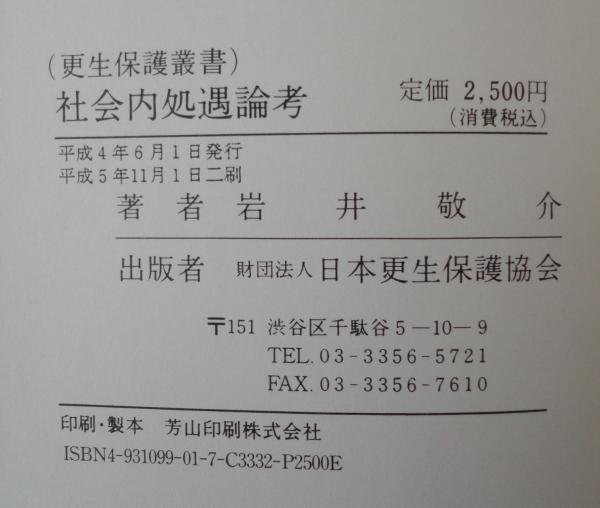 (更生保護叢書)
社会内処遇論考 定価 2,500円
(消費税込)
平成4年6月1日発行
平成5年11月1日二刷
著者 岩井敬介
出版者 財団法人 日本更生保護協会
〒151 渋谷区千駄谷5―10―9
TEL.03-3356-5721
FAX.03-3356-7610
印刷・製本 芳山印刷株式会社
ISBN4-931099-01-7-C3332-P2500E